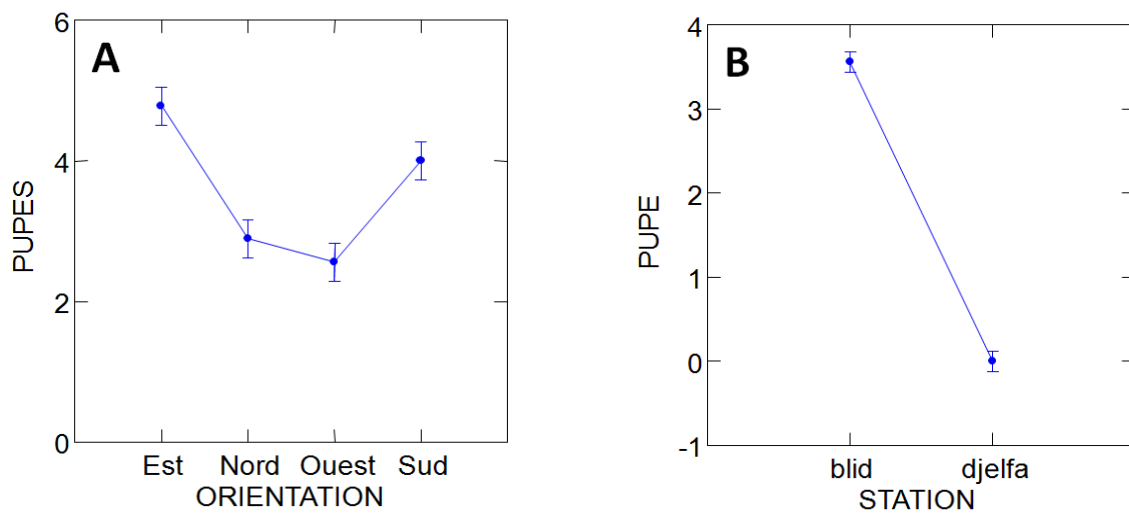 A
6
4
2
0
PUPES
Est Nord Ouest Sud
ORIENTATION
B
4
3
2
1
0
-1
PUPE
blid djelfa
STATION